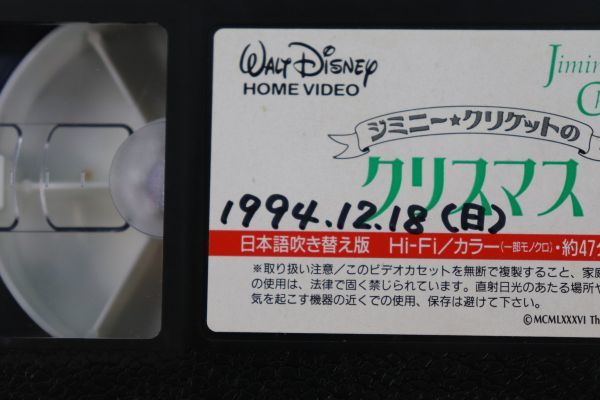 WALT DISNEY
HOME VIDEO
Jimin
ジミニー★クリケットの
クリスマス
1994.12.18(日)
日本語吹き替え版 Hi-Fi/カラー(一部モノクロ)・約47分
※取り扱い注意/このビデオカセットを無断で複製すること、家庭
の使用は、法律で固く禁じられています。直射日光のあたる場所や
気を起こす機器の近くでの使用、保存は避けて下さい。
©MCMLXXXVI Th